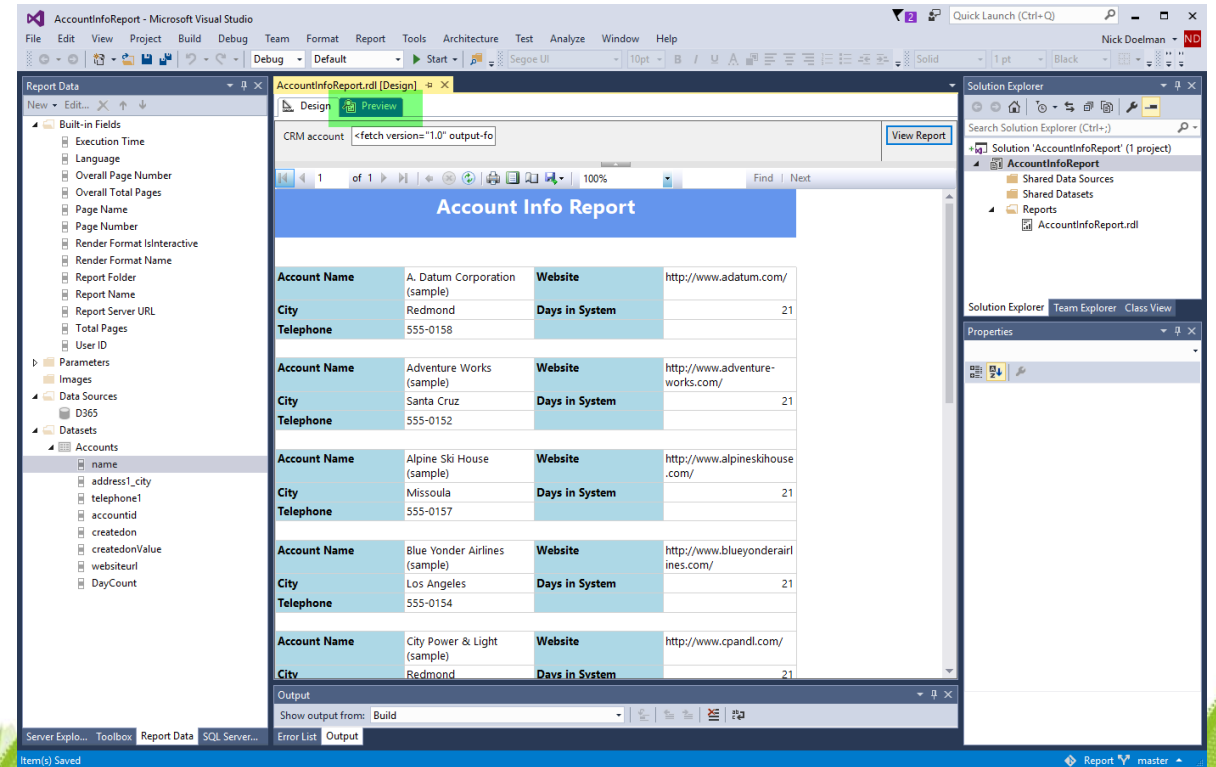 AccountInfoReport - Microsoft Visual Studio
2
Quick Launch (Ctrl+Q)
File Edit View Project Build Debug Team Format Report Tools Architecture Test Analyze Window Help
Nick Doelman ND
Debug Default Start Segoe UI 10pt B I U A Solid 1 pt Black
Report Data
New Edit...
Built-in Fields
Execution Time
Language
Overall Page Number
Overall Total Pages
Page Name
Page Number
Render Format IsInteractive
Render Format Name
Report Folder
Report Name
Report Server URL
Total Pages
User ID
Parameters
Images
Data Sources
D365
Datasets
Accounts
name
address1_city
telephone1
accountid
createdon
createdonValue
websiteurl
DayCount
Server Explo... Toolbox Report Data SQL Server...
AccountInfoReport.rdl [Design]
Design Preview
CRM account <fetch version="1.0" output-fo View Report
1 of 1 100% Find | Next
Account Info Report
Account Name A. Datum Corporation Website http://www.adatum.com/
(sample)
City Redmond Days in System 21
Telephone 555-0158
Account Name Adventure Works Website http://www.adventure-
(sample) works.com/
City Santa Cruz Days in System 21
Telephone 555-0152
Account Name Alpine Ski House Website http://www.alpineskihouse
(sample) .com/
City Missoula Days in System 21
Telephone 555-0157
Account Name Blue Yonder Airlines Website http://www.blueyonderairl
(sample) ines.com/
City Los Angeles Days in System 21
Telephone 555-0154
Account Name City Power & Light Website http://www.cpandl.com/
(sample)
City Redmond Days in System 21
Output
Show output from: Build
Error List Output
Solution Explorer
Search Solution Explorer (Ctrl+;)
Solution 'AccountInfoReport' (1 project)
AccountInfoReport
Shared Data Sources
Shared Datasets
Reports
AccountInfoReport.rdl
Solution Explorer Team Explorer Class View
Properties
Item(s) Saved
Report master